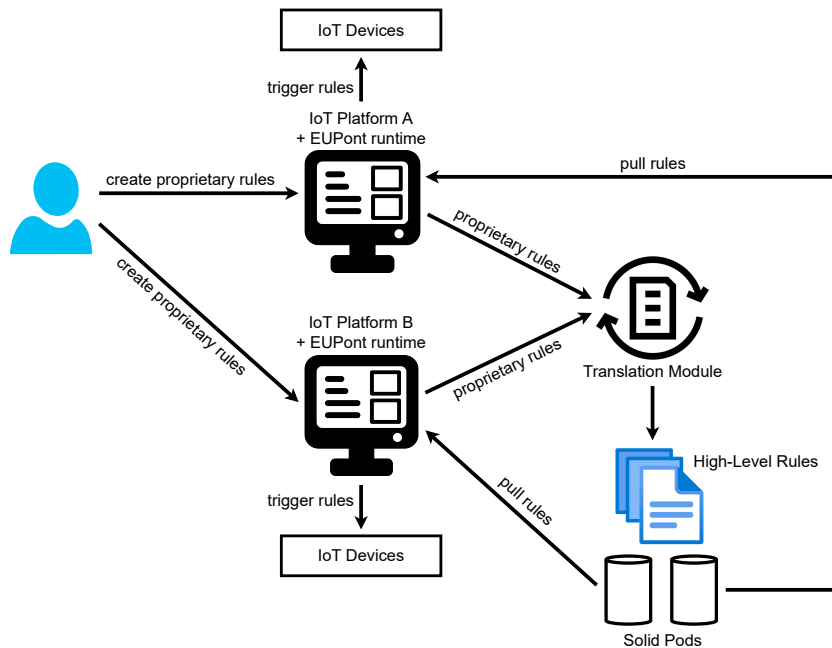 IoT Devices
trigger rules
IoT Platform A
+ EUPont runtime
create proprietary rules
pull rules
proprietary rules
create proprietary rules
IoT Platform B
+ EUPont runtime
proprietary rules
Translation Module
High-Level Rules
pull rules
trigger rules
IoT Devices
Solid Pods